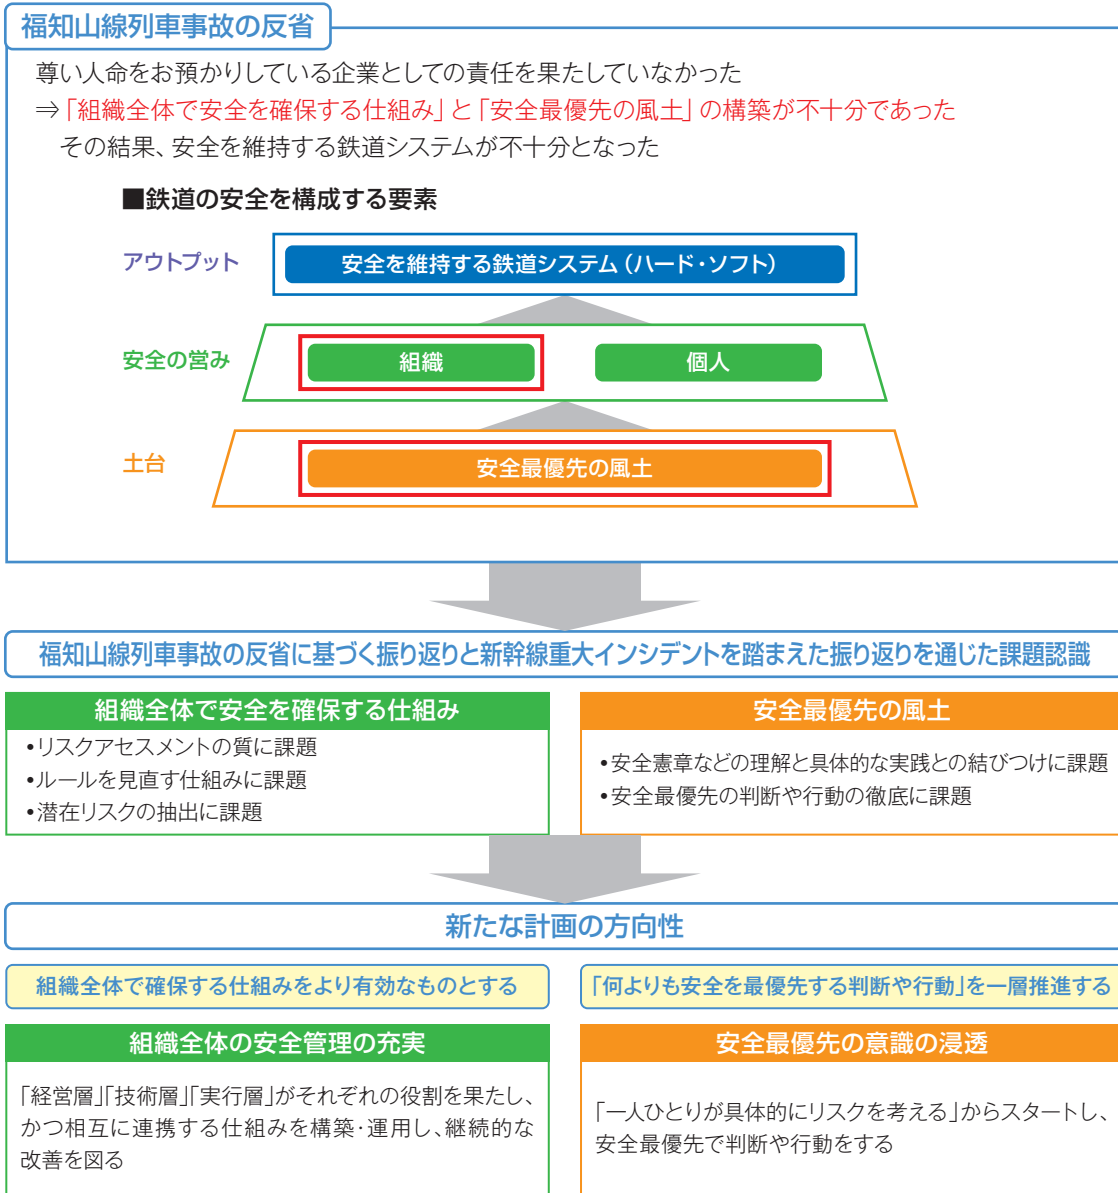 福知山線列車事故の反省
尊い人命をお預かりしている企業としての責任を果たしていなかった
⇒「組織全体で安全を確保する仕組み」と「安全最優先の風土」の構築が不十分であった
その結果、安全を維持する鉄道システムが不十分となった
■鉄道の安全を構成する要素
アウトプット
安全を維持する鉄道システム（ハード・ソフト）
安全の営み
組織
個人
土台
安全最優先の風土
福知山線列車事故の反省に基づく振り返りと新幹線重大インシデントを踏まえた振り返りを通じた課題認識
組織全体で安全を確保する仕組み
•リスクアセスメントの質に課題
•ルールを見直す仕組みに課題
•潜在リスクの抽出に課題
安全最優先の風土
•安全憲章などの理解と具体的な実践との結びつけに課題
•安全最優先の判断や行動の徹底に課題
新たな計画の方向性
組織全体で確保する仕組みをより有効なものとする
「何よりも安全を最優先する判断や行動」を一層推進する
組織全体の安全管理の充実
「経営層」「技術層」「実行層」がそれぞれの役割を果たし、
かつ相互に連携する仕組みを構築・運用し、継続的な
改善を図る
安全最優先の意識の浸透
「一人ひとりが具体的にリスクを考える」からスタートし、
安全最優先で判断や行動をする